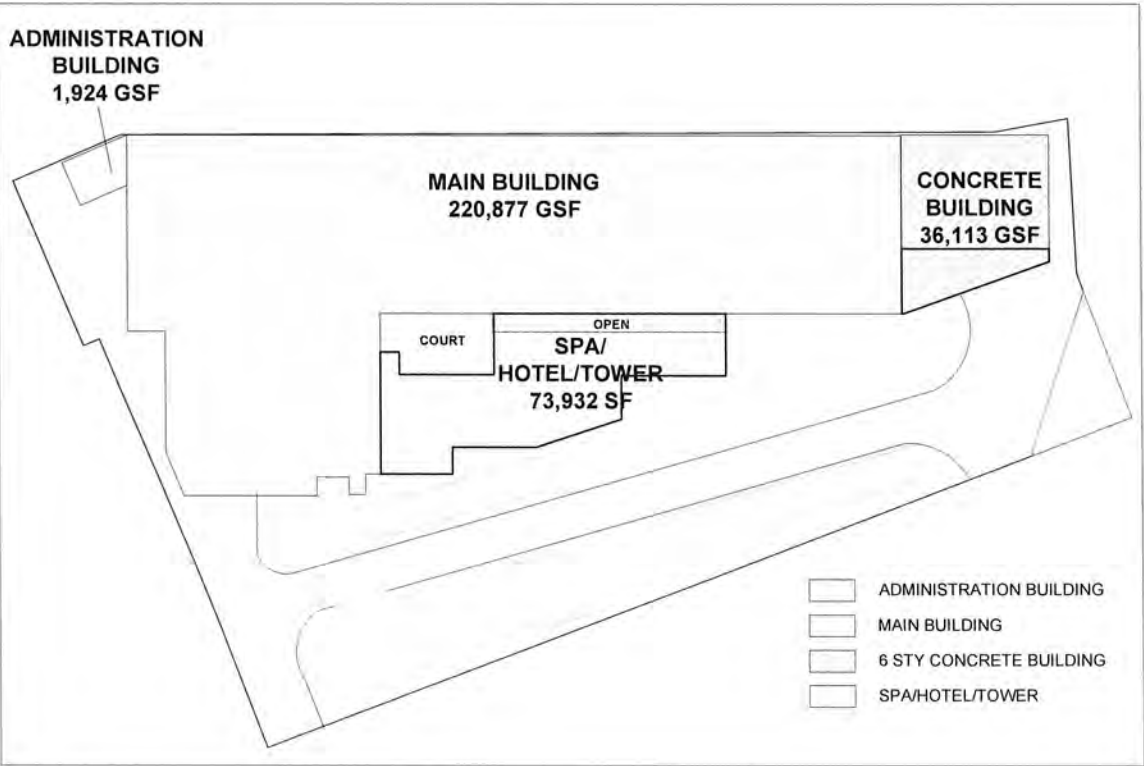 ADMINISTRATION
BUILDING
1,924 GSF
MAIN BUILDING
220,877 GSF
CONCRETE
BUILDING
36,113 GSF
COURT
OPEN
SPA/
HOTEL/TOWER
73,932 SF
ADMINISTRATION BUILDING
MAIN BUILDING
6 STY CONCRETE BUILDING
SPA/HOTEL/TOWER